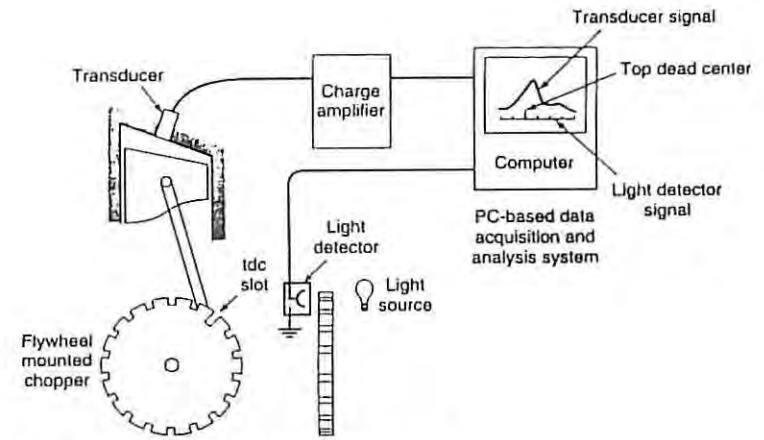 Transducer signal
Transducer
Top dead center
Charge
amplifier
Computer
Light detector
signal
PC-based data
acquisition and
analysis system
Light
detector
tdc
slot
Light
source
Flywheel
mounted
chopper